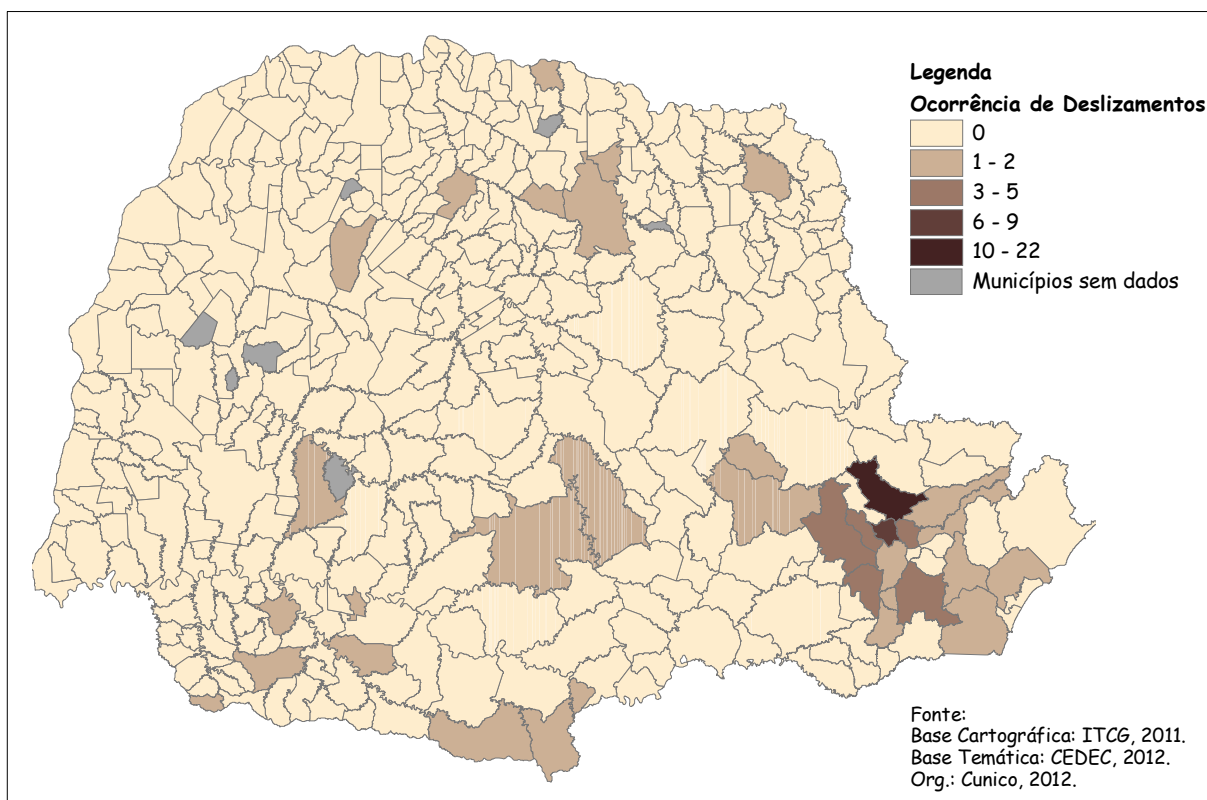 Legenda
Ocorrência de Deslizamentos
0
1 - 2
3 - 5
6 - 9
10 - 22
Municípios sem dados
Fonte:
Base Cartográfica: ITCG, 2011.
Base Temática: CEDEC, 2012.
Org.: Cunico, 2012.